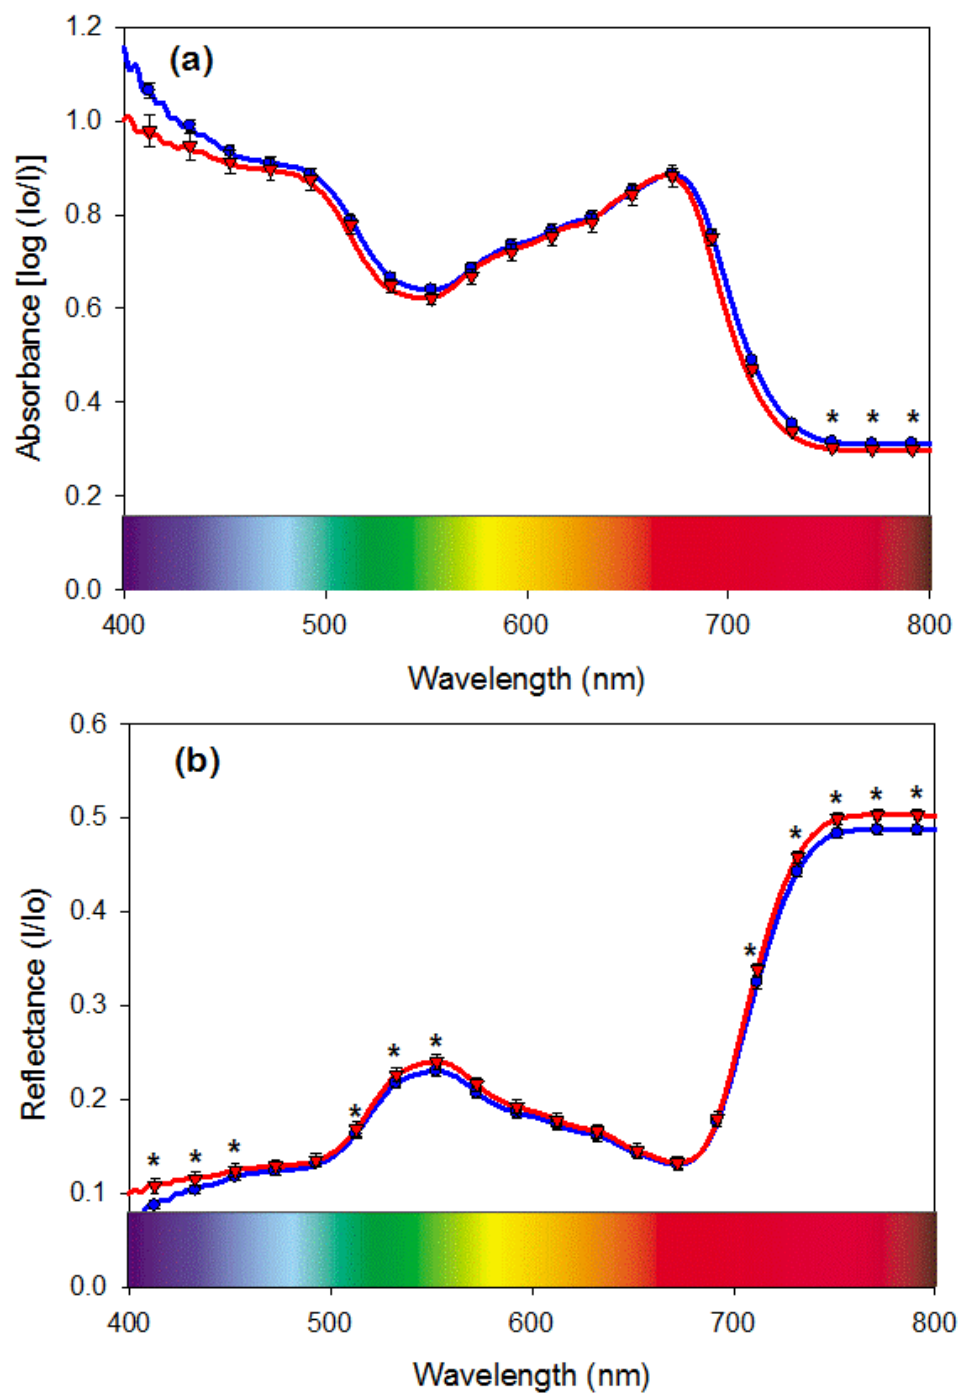 1.2
(a)
1.0
0.8
0.6
0.4
* * *
0.2
0.0
400 500 600 700 800
Absorbance [log (Io/I)]
Wavelength (nm)
0.6
(b)
0.5
* * * * *
0.4
0.3
* * *
0.2
* * *
0.1
0.0
400 500 600 700 800
Reflectance (I/Io)
Wavelength (nm)